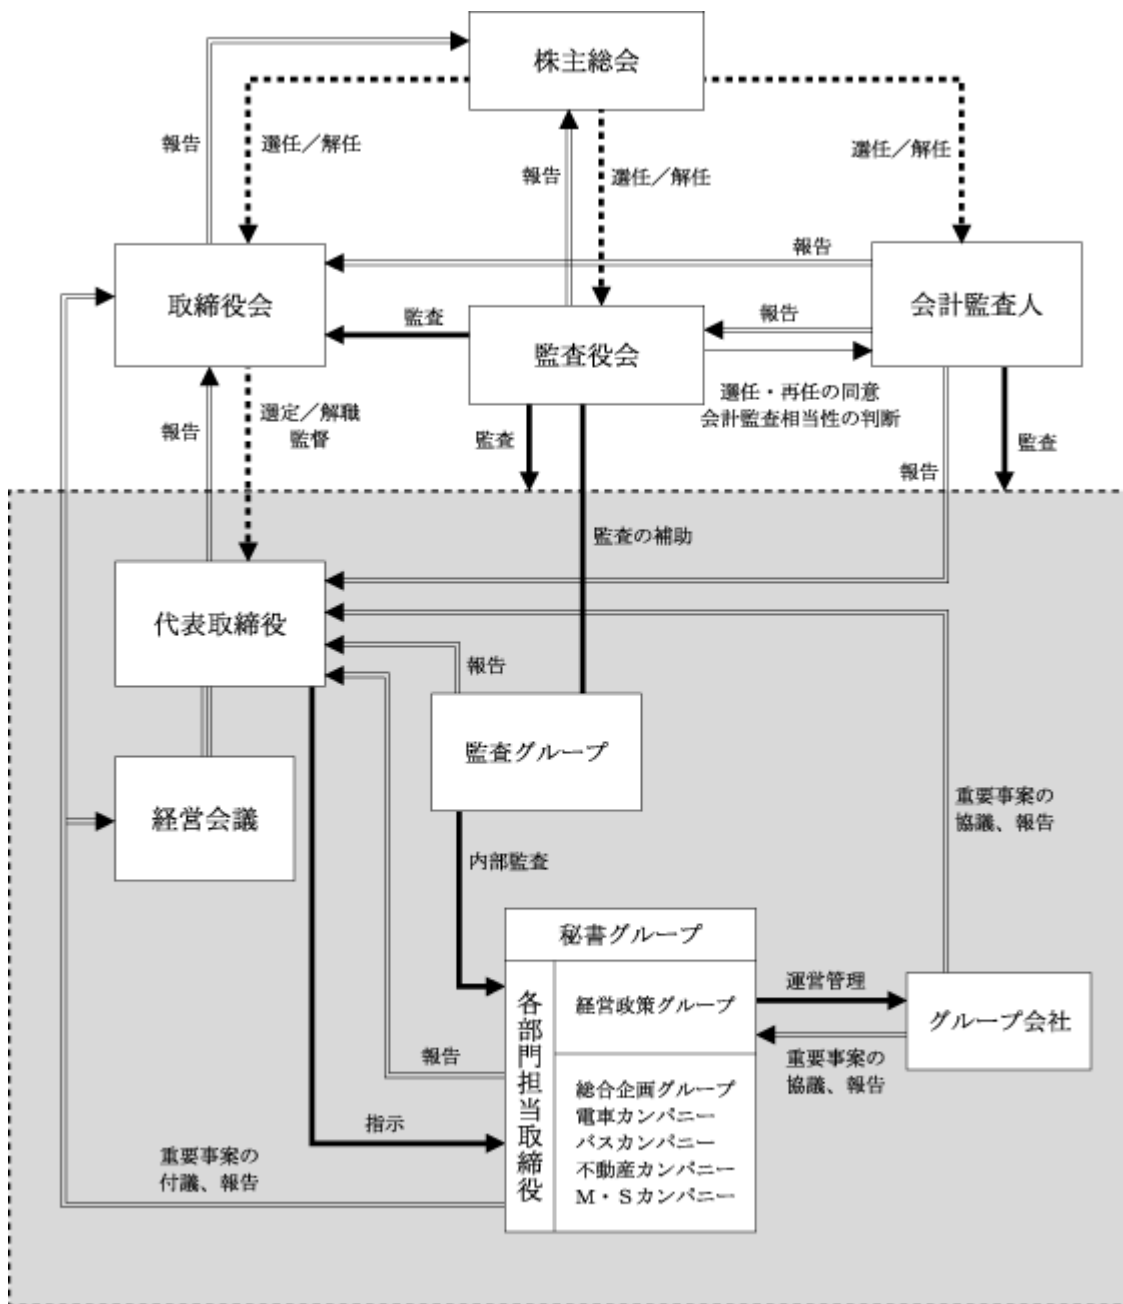 株主総会
報告
選任／解任
報告
選任／解任
選任／解任
取締役会
報告
会計監査人
監査
報告
監査役会
選任・再任の同意
会計監査相当性の判断
報告
選定／解職
監督
監査
報告
監査
監査の補助
代表取締役
報告
監査グループ
経営会議
重要事案の
協議、報告
内部監査
秘書グループ
各部門担当取締役
経営政策グループ
運営管理
グループ会社
重要事案の
協議、報告
報告
総合企画グループ
電車カンパニー
バスカンパニー
不動産カンパニー
Ｍ・Ｓカンパニー
指示
重要事案の
付議、報告